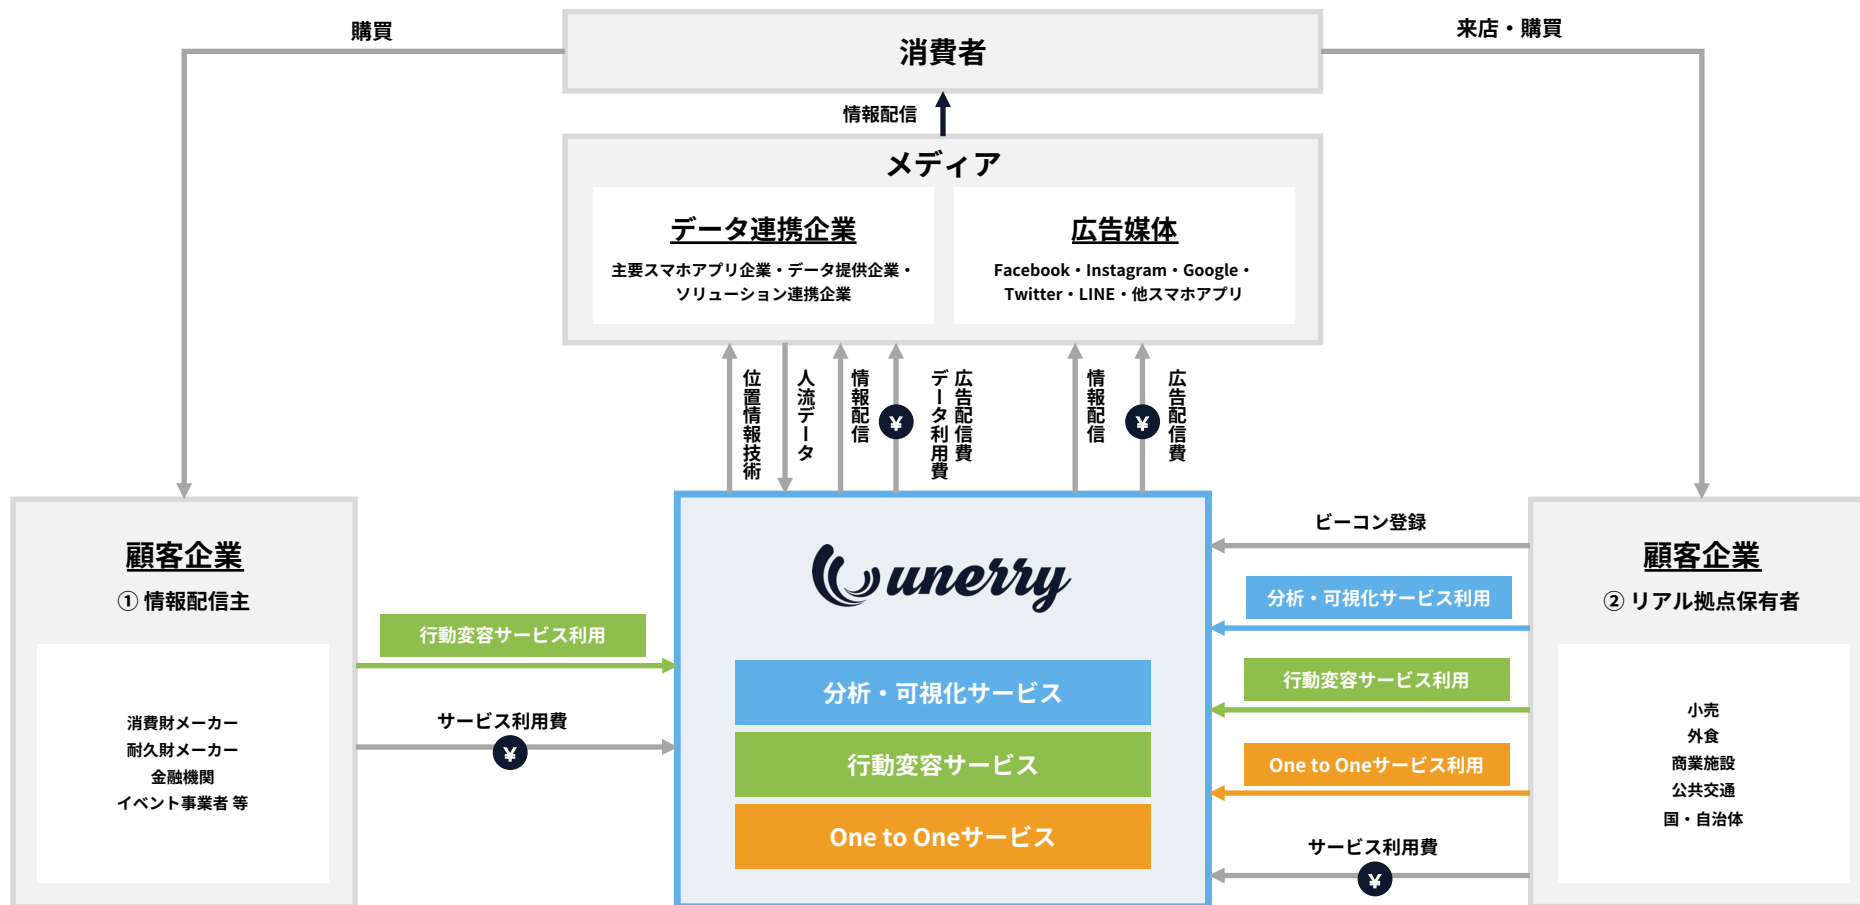 購買
消費者
来店・購買
情報配信
メディア
データ連携企業
主要スマホアプリ企業・データ提供企業・
ソリューション連携企業
広告媒体
Facebook・Instagram・Google・
Twitter・LINE・他スマホアプリ
位置情報技術
人流データ
情報配信
¥
広告配信費
データ利用費
情報配信
¥
広告配信費
顧客企業
① 情報配信主
消費財メーカー
耐久財メーカー
金融機関
イベント事業者 等
行動変容サービス利用
サービス利用費
¥
unerry
分析・可視化サービス
行動変容サービス
One to Oneサービス
ビーコン登録
分析・可視化サービス利用
行動変容サービス利用
One to Oneサービス利用
サービス利用費
¥
顧客企業
② リアル拠点保有者
小売
外食
商業施設
公共交通
国・自治体